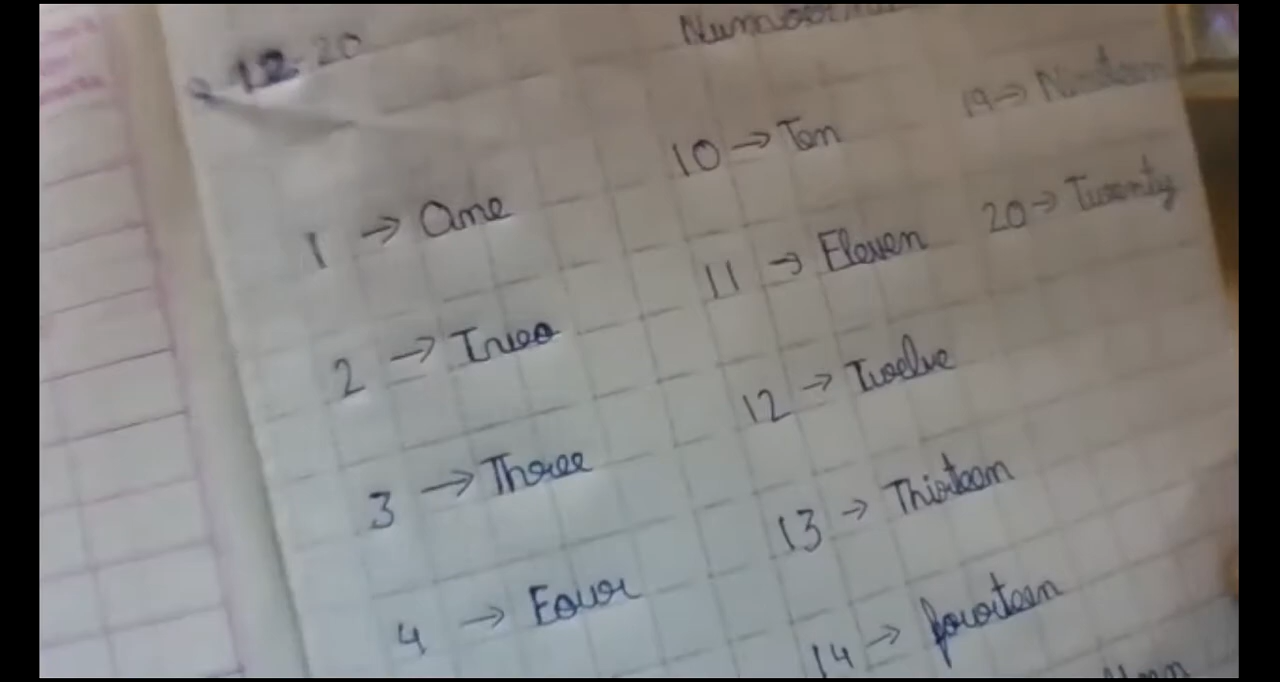 12-20
1 → One
2 → Two
3 → Three
4 → Four
10 → Ten
11 → Eleven
12 → Twelve
13 → Thirteen
14 → fourteen
19 → Nineteen
20 → Twenty